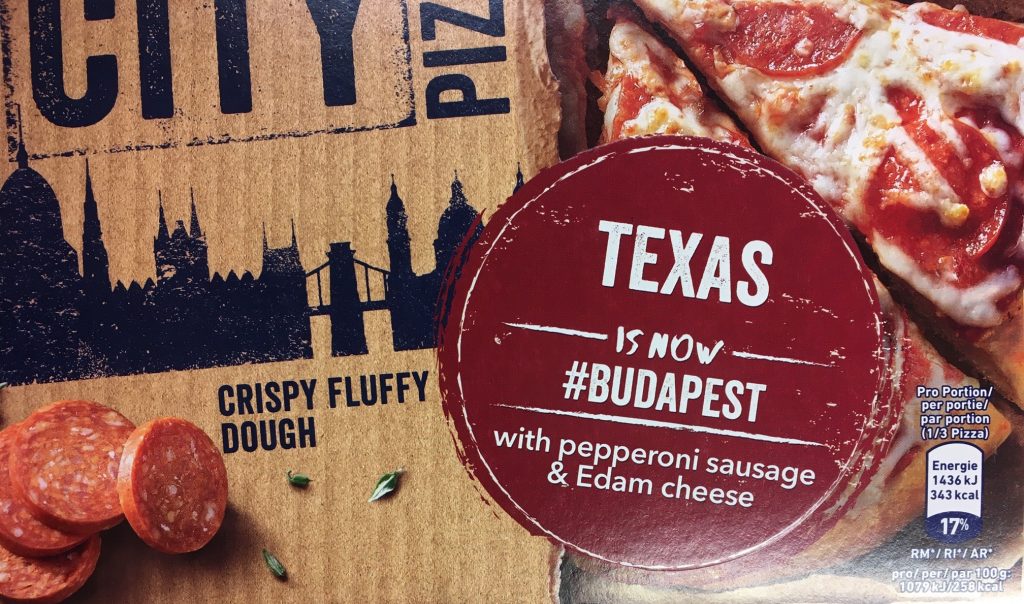 CITY
PIZ
TEXAS
IS NOW
#BUDAPEST
with pepperoni sausage
& Edam cheese
CRISPY FLUFFY
DOUGH
Pro Portion/
per portie/
par portion
(1/3 Pizza)
Energie
1436 kJ
343 kcal
17%
RM*/ RI*/ AR*
pro/ per/ par 100 g:
1079 kJ/258 kcal